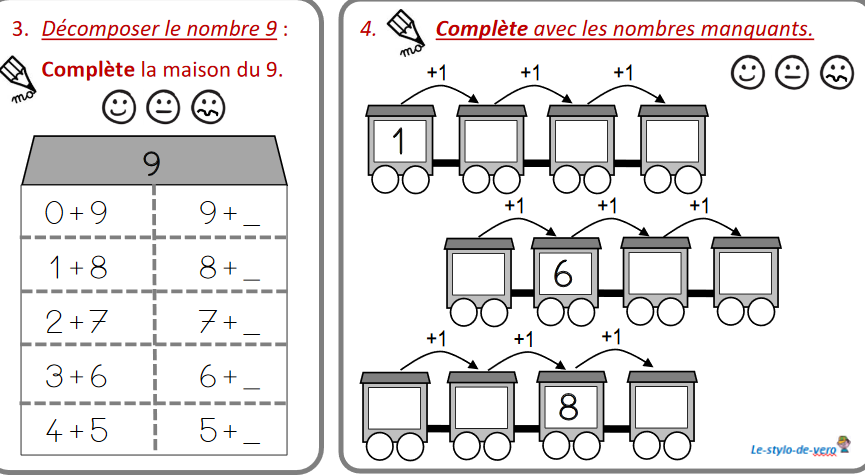 3. Décomposer le nombre 9 :
Complète la maison du 9.
9
0+9 9+_
1+8 8+_
2+7 7+_
3+6 6+_
4+5 5+_
4. Complète avec les nombres manquants.
+1 +1 +1
1
+1 +1 +1
6
+1 +1 +1
8
Le-stylo-de-vero